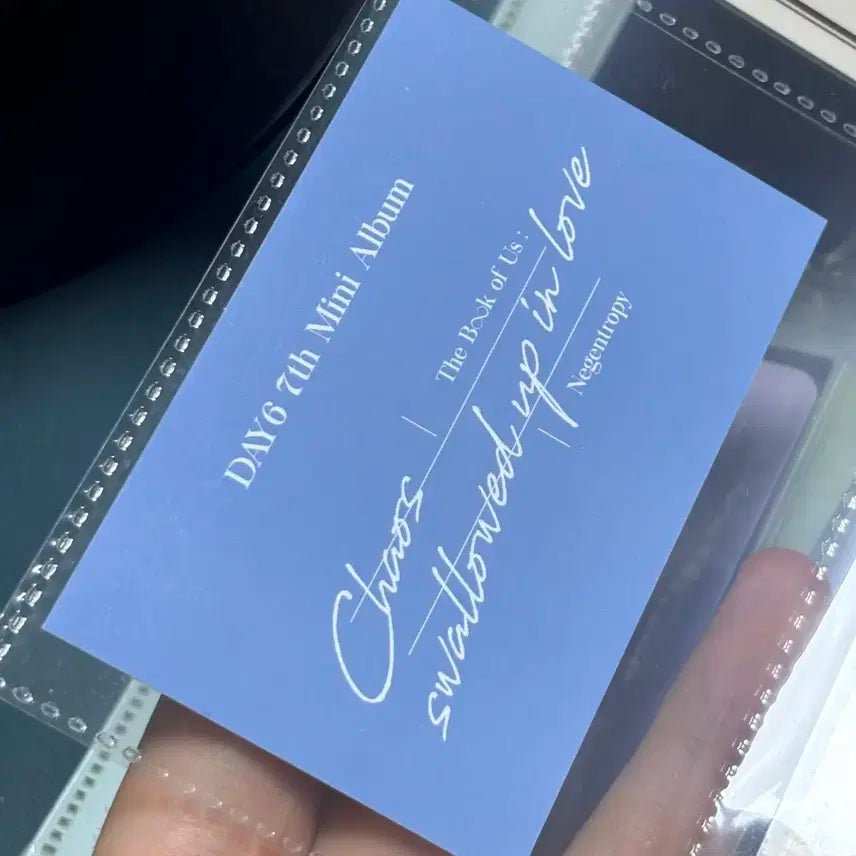 DAY6 7th Mini Album
The Book of Us :
Chaos swallowed up in love
Negentropy